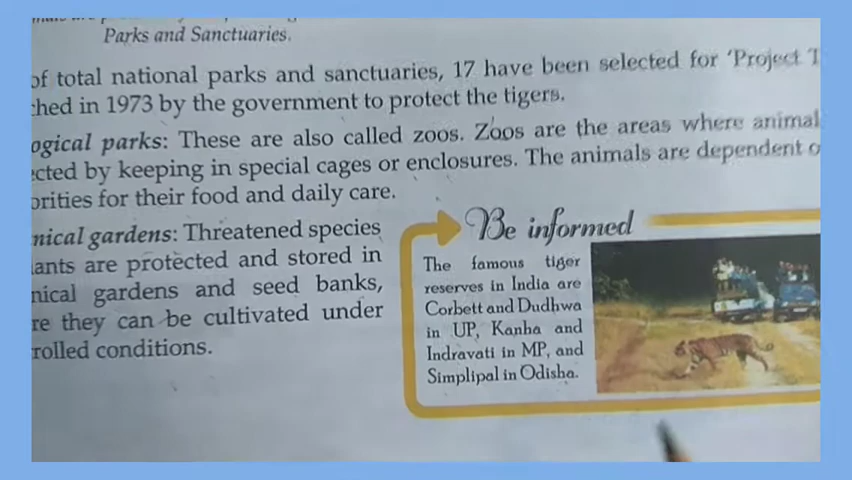 Parks and Sanctuaries.
of total national parks and sanctuaries, 17 have been selected for 'Project T
ched in 1973 by the government to protect the tigers.
ogical parks: These are also called zoos. Zoos are the areas where animal
ected by keeping in special cages or enclosures. The animals are dependent o
orities for their food and daily care.
nical gardens: Threatened species
lants are protected and stored in
nical gardens and seed banks,
re they can be cultivated under
rolled conditions.
Be informed
The famous tiger
reserves in India are
Corbett and Dudhwa
in UP, Kanha and
Indravati in MP, and
Simplipal in Odisha.